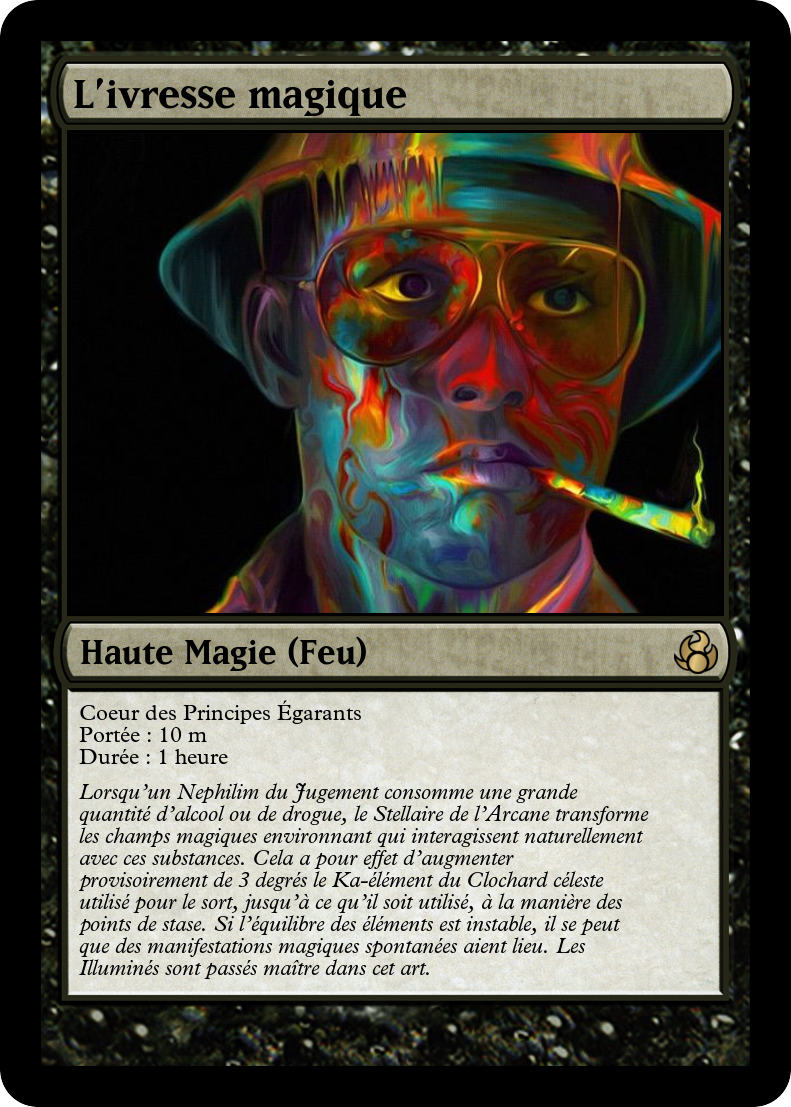 L'ivresse magique
Haute Magie (Feu)
Coeur des Principes Égarants
Portée : 10 m
Durée : 1 heure
Lorsqu'un Nephilim du Jugement consomme une grande
quantité d'alcool ou de drogue, le Stellaire de l'Arcane transforme
les champs magiques environnant qui interagissent naturellement
avec ces substances. Cela a pour effet d'augmenter
provisoirement de 3 degrés le Ka-élément du Clochard céleste
utilisé pour le sort, jusqu'à ce qu'il soit utilisé, à la manière des
points de stase. Si l'équilibre des éléments est instable, il se peut
que des manifestations magiques spontanées aient lieu. Les
Illuminés sont passés maître dans cet art.